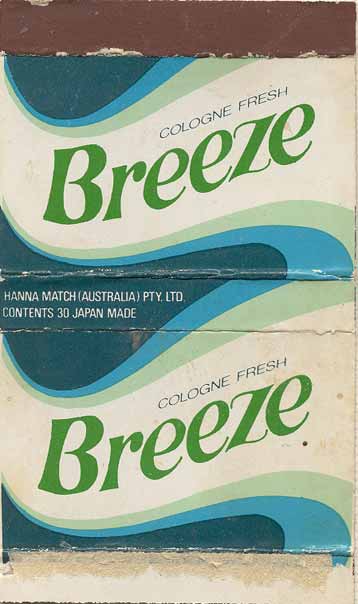 COLOGNE FRESH
Breeze
HANNA MATCH (AUSTRALIA) PTY. LTD.
CONTENTS 30 JAPAN MADE
COLOGNE FRESH
Breeze